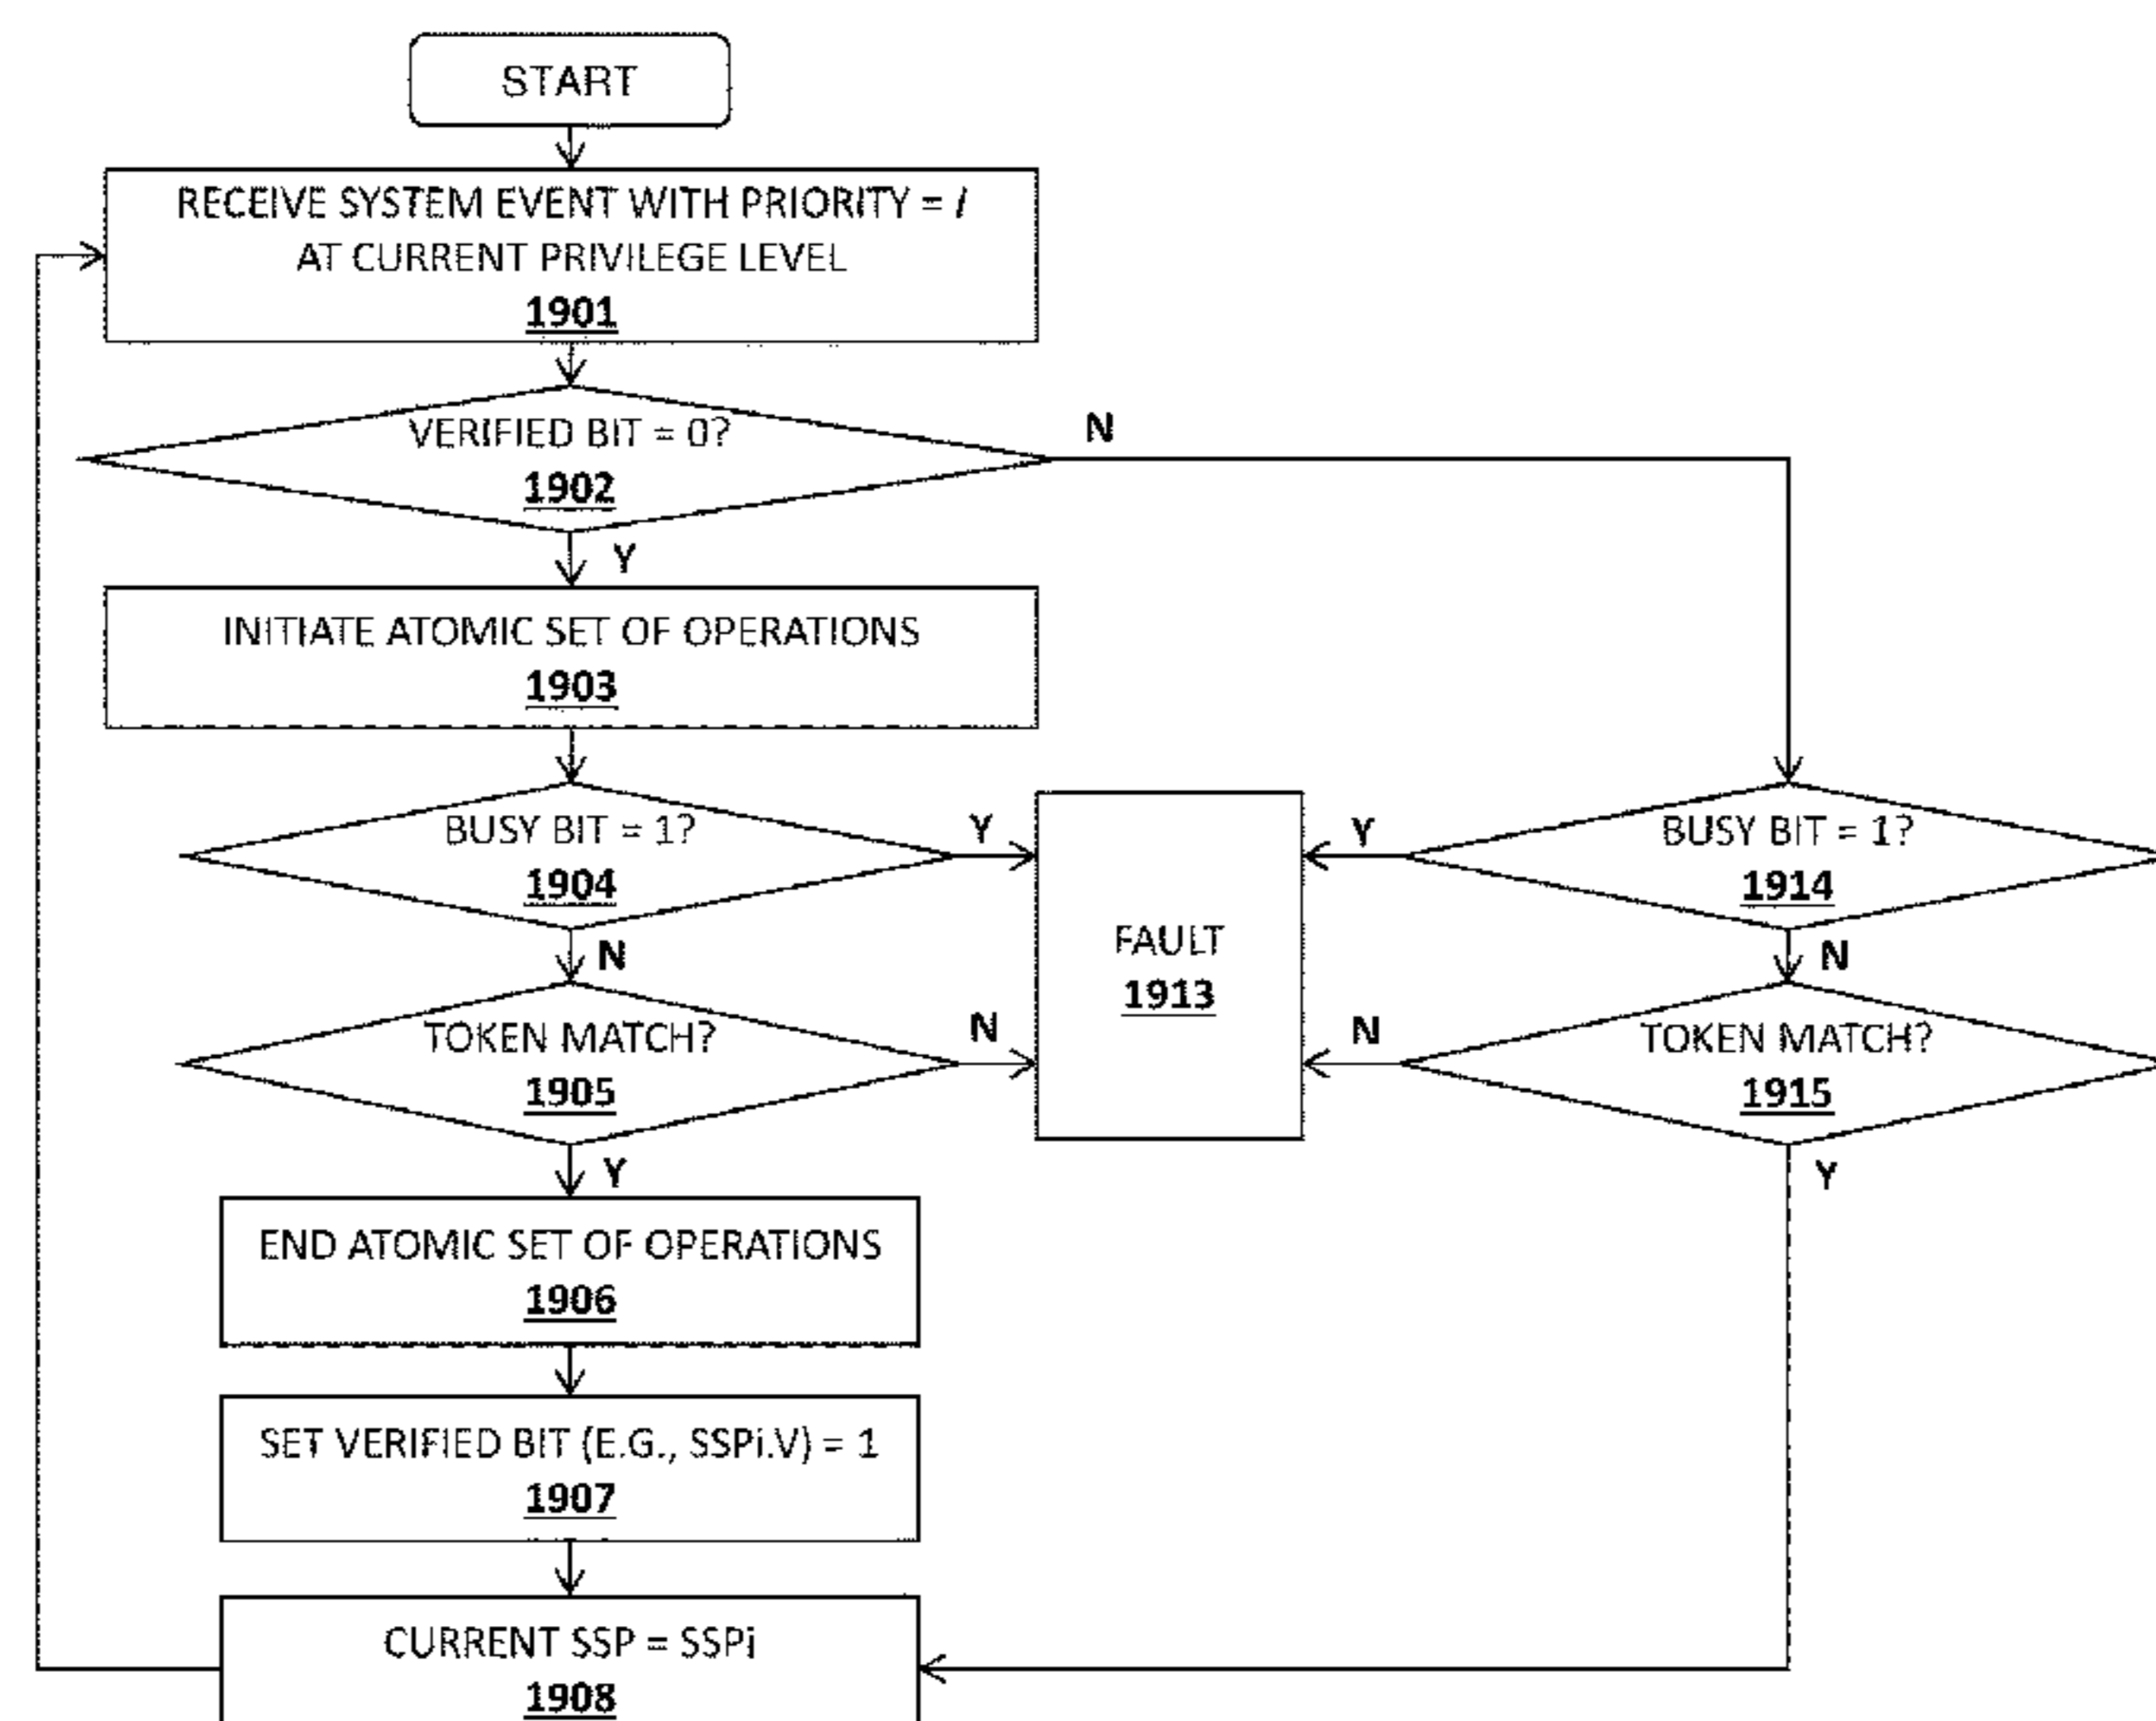 START
RECEIVE SYSTEM EVENT WITH PRIORITY = I
AT CURRENT PRIVILEGE LEVEL
1901
VERIFIED BIT = 0?
1902
N
Y
INITIATE ATOMIC SET OF OPERATIONS
1903
BUSY BIT = 1?
1904
Y
N
TOKEN MATCH?
1905
N
Y
FAULT
1913
BUSY BIT = 1?
1914
Y
N
TOKEN MATCH?
1915
N
Y
END ATOMIC SET OF OPERATIONS
1906
SET VERIFIED BIT (E.G., SSPi.V) = 1
1907
CURRENT SSP = SSPi
1908